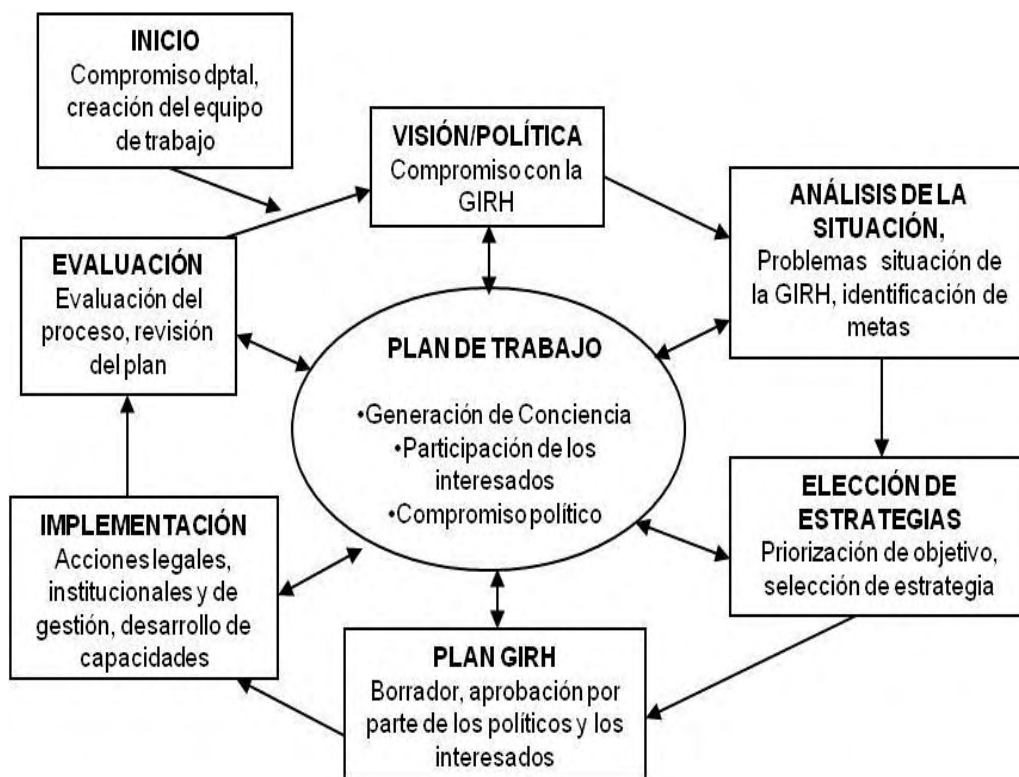 INICIO
Compromiso dptal,
creación del equipo
de trabajo
VISIÓN/POLÍTICA
Compromiso con la
GIRH
ANÁLISIS DE LA
SITUACIÓN,
Problemas situación de
la GIRH, identificación de
metas
EVALUACIÓN
Evaluación del
proceso, revisión
del plan
PLAN DE TRABAJO
•Generación de Conciencia
•Participación de los
interesados
•Compromiso político
ELECCIÓN DE
ESTRATEGIAS
Priorización de objetivo,
selección de estrategia
IMPLEMENTACIÓN
Acciones legales,
institucionales y de
gestión, desarrollo de
capacidades
PLAN GIRH
Borrador, aprobación por
parte de los políticos y los
interesados